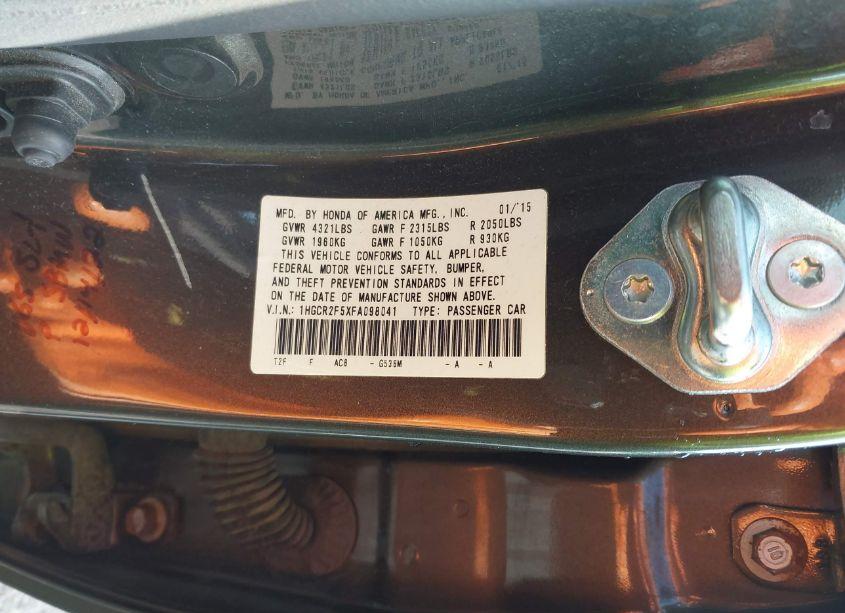 MFD. BY HONDA OF AMERICA MFG., INC. 01/'15
GVWR 4321LBS GAWR F 2315LBS R 2050LBS
GVWR 1960KG GAWR F 1050KG R 930KG
THIS VEHICLE CONFORMS TO ALL APPLICABLE
FEDERAL MOTOR VEHICLE SAFETY, BUMPER,
AND THEFT PREVENTION STANDARDS IN EFFECT
ON THE DATE OF MANUFACTURE SHOWN ABOVE.
V.I.N.: 1HGCR2F5XFA098041 TYPE: PASSENGER CAR
T2F F AC8 - G536M - A - A